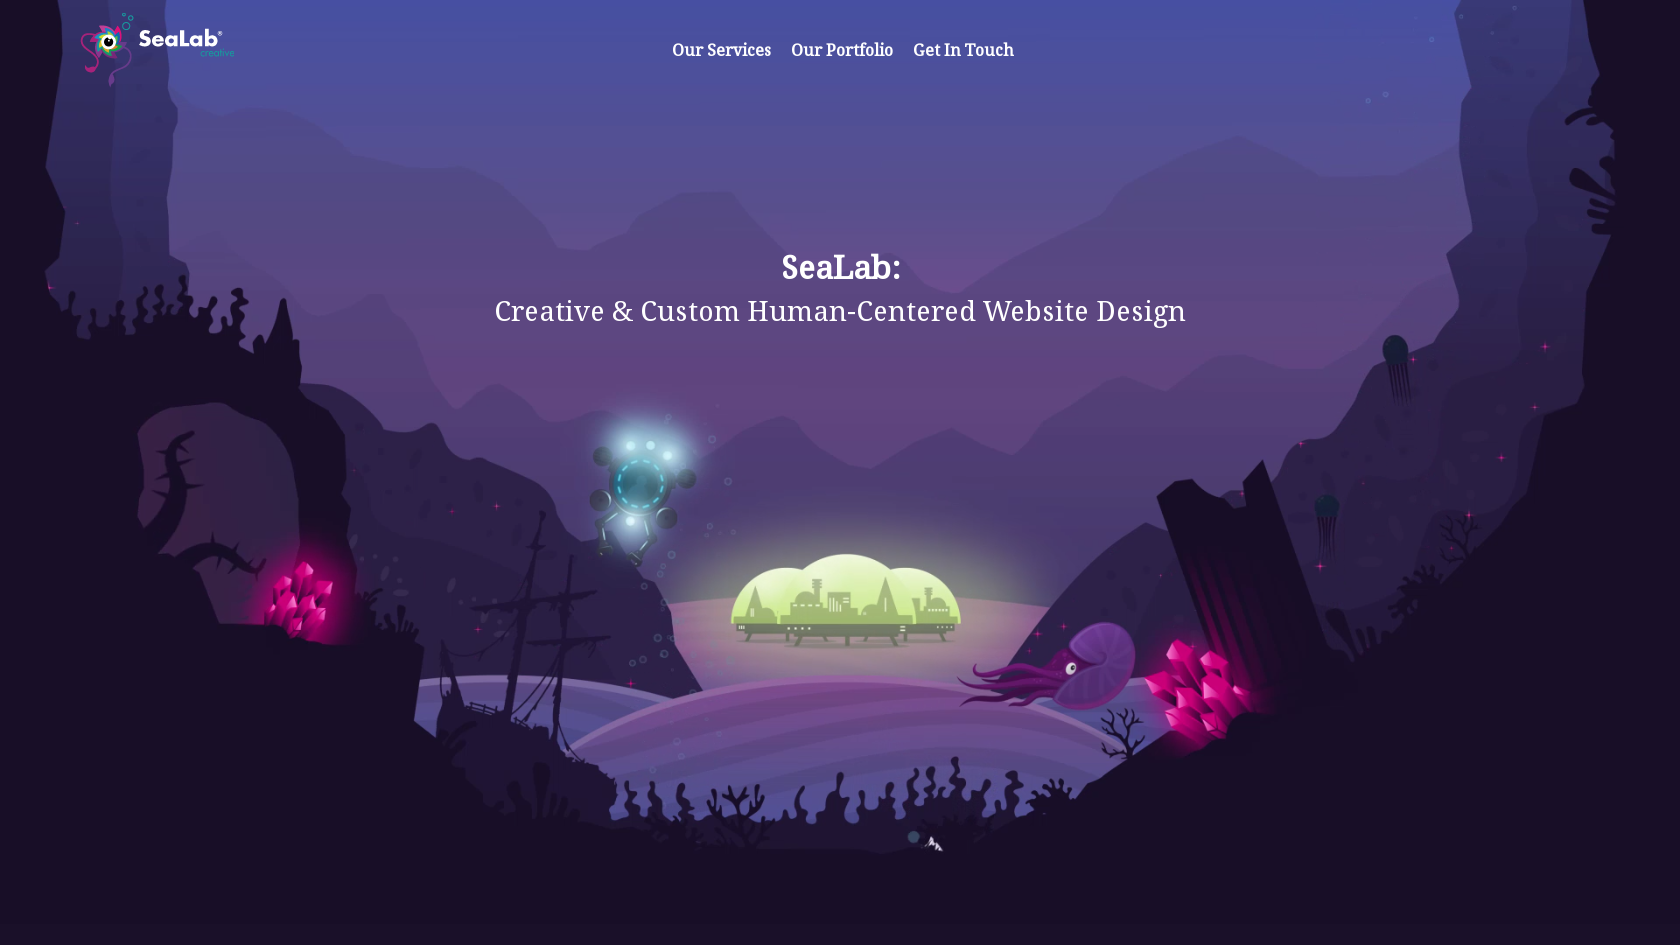 SeaLab®
creative
Our Services Our Portfolio Get In Touch
SeaLab:
Creative & Custom Human-Centered Website Design